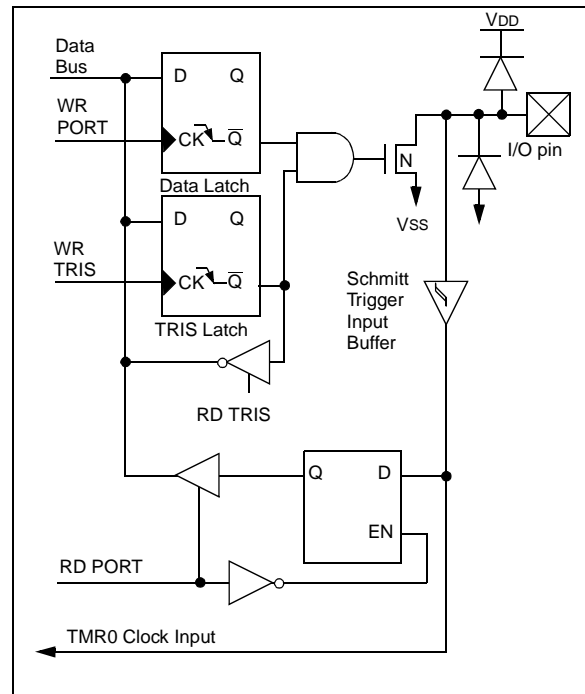 Data
Bus
WR
PORT
D Q
CK Q
Data Latch
WR
TRIS
D Q
CK Q
TRIS Latch
RD TRIS
N
VSS
VDD
I/O pin
Schmitt
Trigger
Input
Buffer
Q D
EN
RD PORT
TMR0 Clock Input